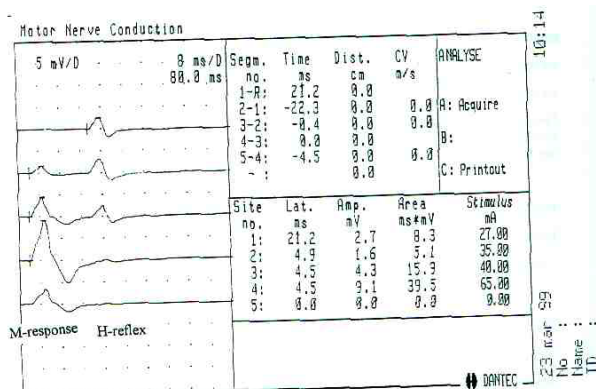 Motor Nerve Conduction
5 mV/D 8 ms/D
80.0 ms
Segm. Time Dist. CV
no. ms cm m/s
1-R: 21.2 0.0
2-1: -22.3 0.0 0.0
3-2: -0.4 0.0 0.0
4-3: 0.0 0.0
5-4: -4.5 0.0 0.0
- : 0.0
ANALYSE
A: Acquire
B:
C: Printout
Site Lat. Amp. Area Stimulus
no. ms mV ms*mV mA
1: 21.2 2.7 8.3 27.00
2: 4.9 1.6 5.1 35.00
3: 4.5 4.3 15.9 40.00
4: 4.5 9.1 39.5 65.00
5: 0.0 0.0 0.0 0.00
M-response H-reflex
DANTEC
10:14
23 mar 99
No :
Name :
ID :